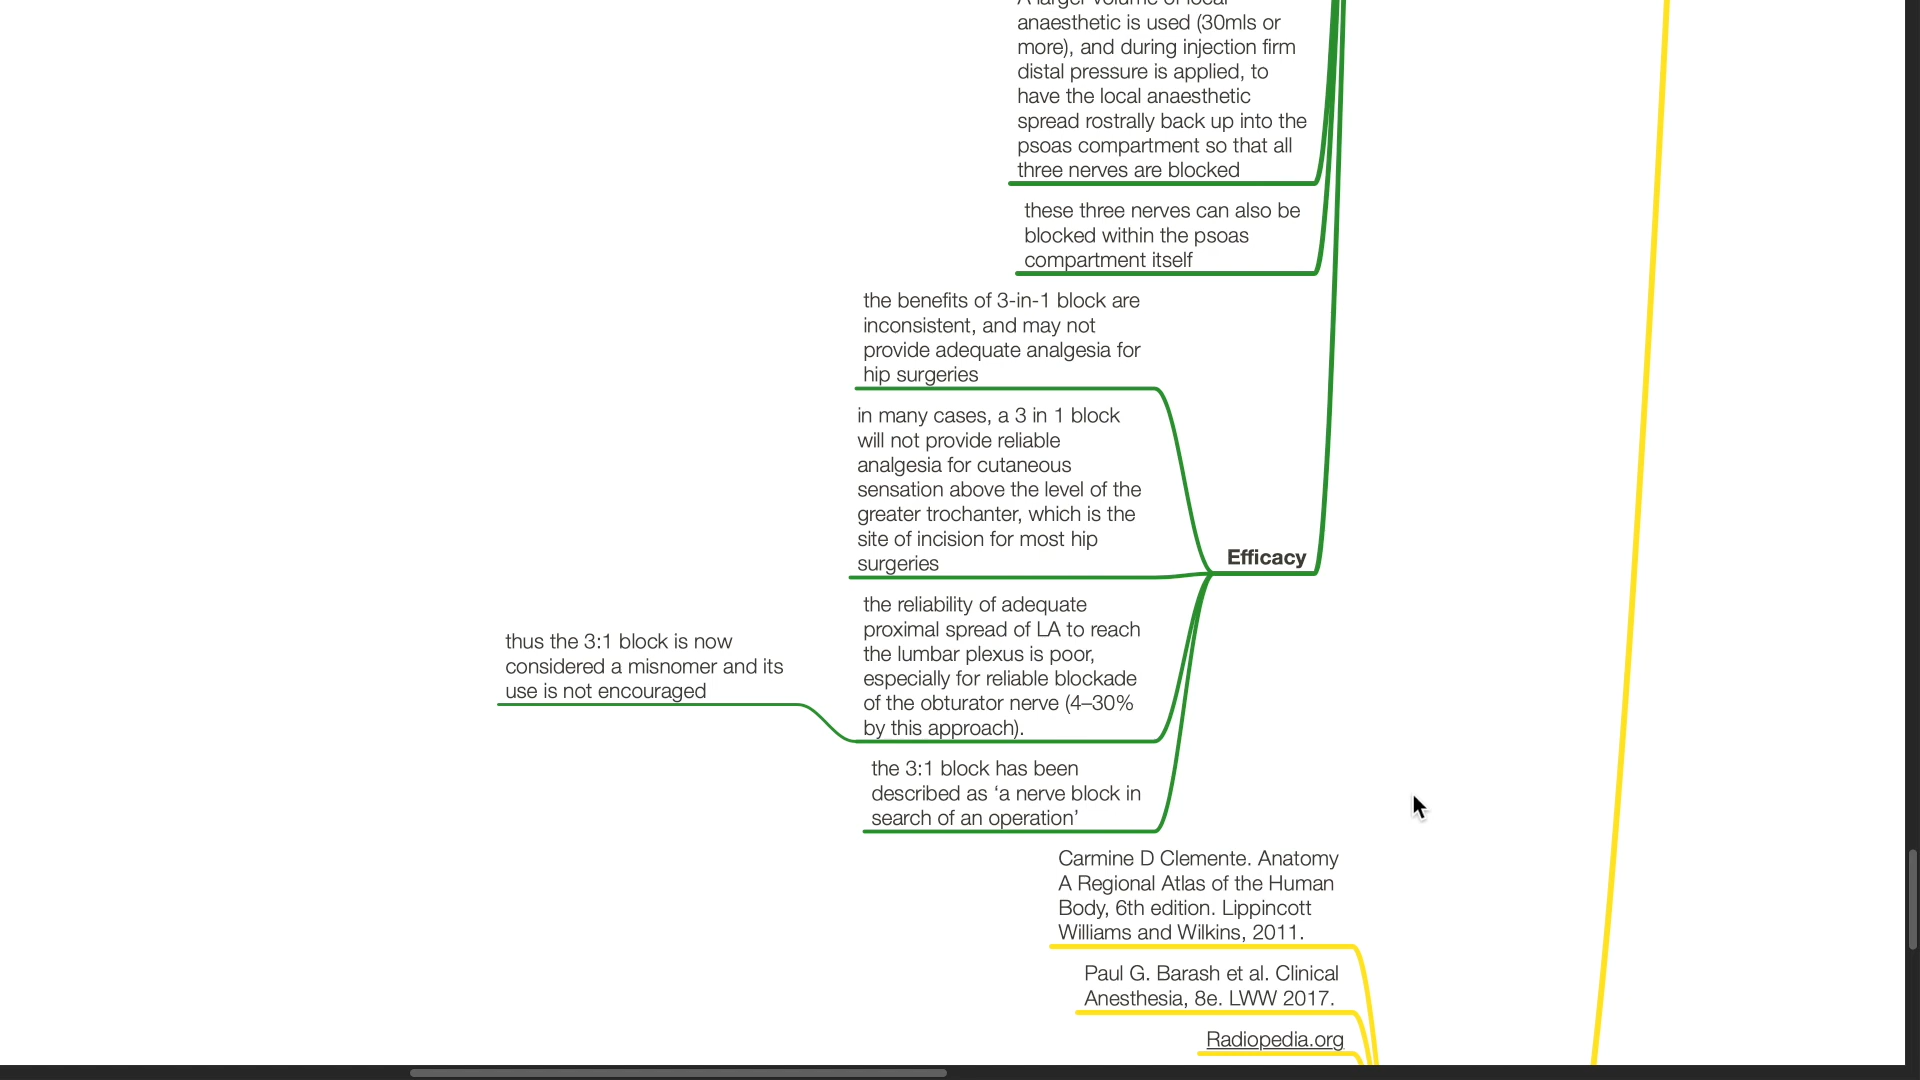 A larger volume of local
anaesthetic is used (30mls or
more), and during injection firm
distal pressure is applied, to
have the local anaesthetic
spread rostrally back up into the
psoas compartment so that all
three nerves are blocked
these three nerves can also be
blocked within the psoas
compartment itself
the benefits of 3-in-1 block are
inconsistent, and may not
provide adequate analgesia for
hip surgeries
in many cases, a 3 in 1 block
will not provide reliable
analgesia for cutaneous
sensation above the level of the
greater trochanter, which is the
site of incision for most hip
surgeries
Efficacy
the reliability of adequate
proximal spread of LA to reach
the lumbar plexus is poor,
especially for reliable blockade
of the obturator nerve (4–30%
by this approach).
thus the 3:1 block is now
considered a misnomer and its
use is not encouraged
the 3:1 block has been
described as ‘a nerve block in
search of an operation’
Carmine D Clemente. Anatomy
A Regional Atlas of the Human
Body, 6th edition. Lippincott
Williams and Wilkins, 2011.
Paul G. Barash et al. Clinical
Anesthesia, 8e. LWW 2017.
Radiopedia.org